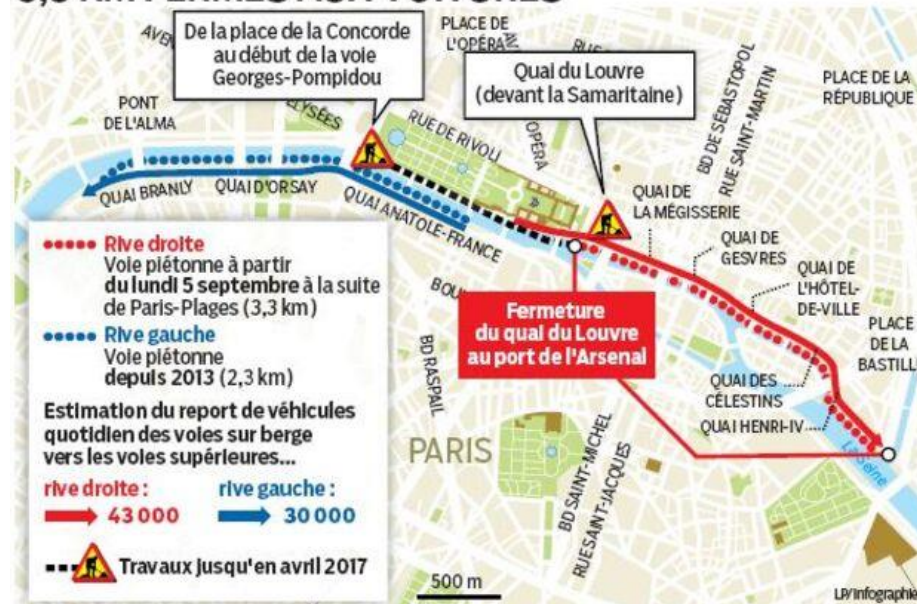 KM FERMÉS AUX VOITURES
De la place de la Concorde
au début de la voie
Georges-Pompidou
PLACE DE
L'OPÉRA
Quai du Louvre
(devant la Samaritaine)
PLACE DE LA
RÉPUBLIQUE
PONT
DE L'ALMA
ÉLYSÉES
RUE DE RIVOLI
OPÉRA
BD DE SÉBASTOPOL
RUE SAINT-MARTIN
QUAI BRANLY
QUAI D'ORSAY
QUAI ANATOLE-FRANCE
QUAI DE
LA MÉGISSERIE
QUAI DE
GESVRES
QUAI DE
L'HÔTEL-
DE-VILLE
PLACE
DE LA
BASTILL
Fermeture
du quai du Louvre
au port de l'Arsenal
QUAI DES
CÉLESTINS
QUAI HENRI-IV
La Seine
BD RASPAIL
PARIS
BD SAINT-MICHEL
RUE SAINT-JACQUES
Rive droite
Voie piétonne à partir
du lundi 5 septembre à la suite
de Paris-Plages (3,3 km)
Rive gauche
Voie piétonne
depuis 2013 (2,3 km)
Estimation du report de véhicules
quotidien des voies sur berge
vers les voies supérieures...
rive droite :
43 000
rive gauche :
30 000
Travaux jusqu'en avril 2017
500 m
LP/Infographie